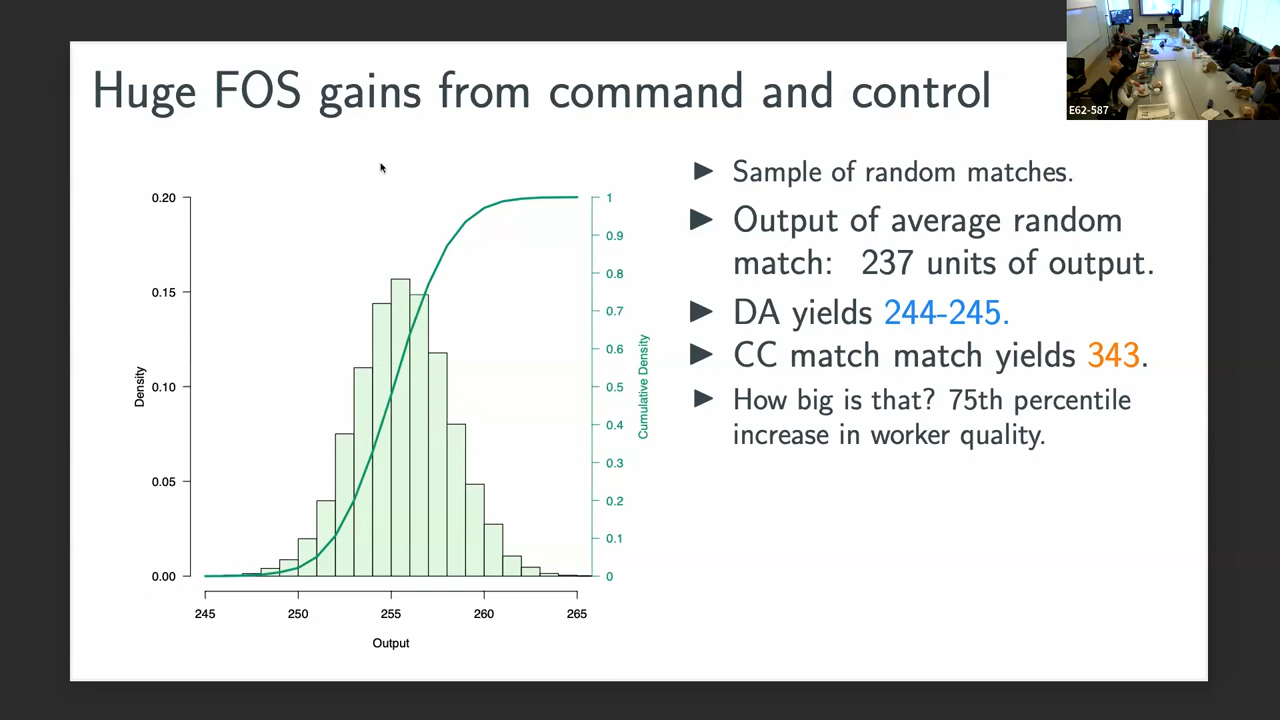 Huge FOS gains from command and control
E62-587
▶ Sample of random matches.
▶ Output of average random
match: 237 units of output.
▶ DA yields 244-245.
▶ CC match match yields 343.
▶ How big is that? 75th percentile
increase in worker quality.
0.20
0.15
0.10
0.05
0.00
Density
245
250
255
260
265
Output
1
0.9
0.8
0.7
0.6
0.5
0.4
0.3
0.2
0.1
0
Cumulative Density